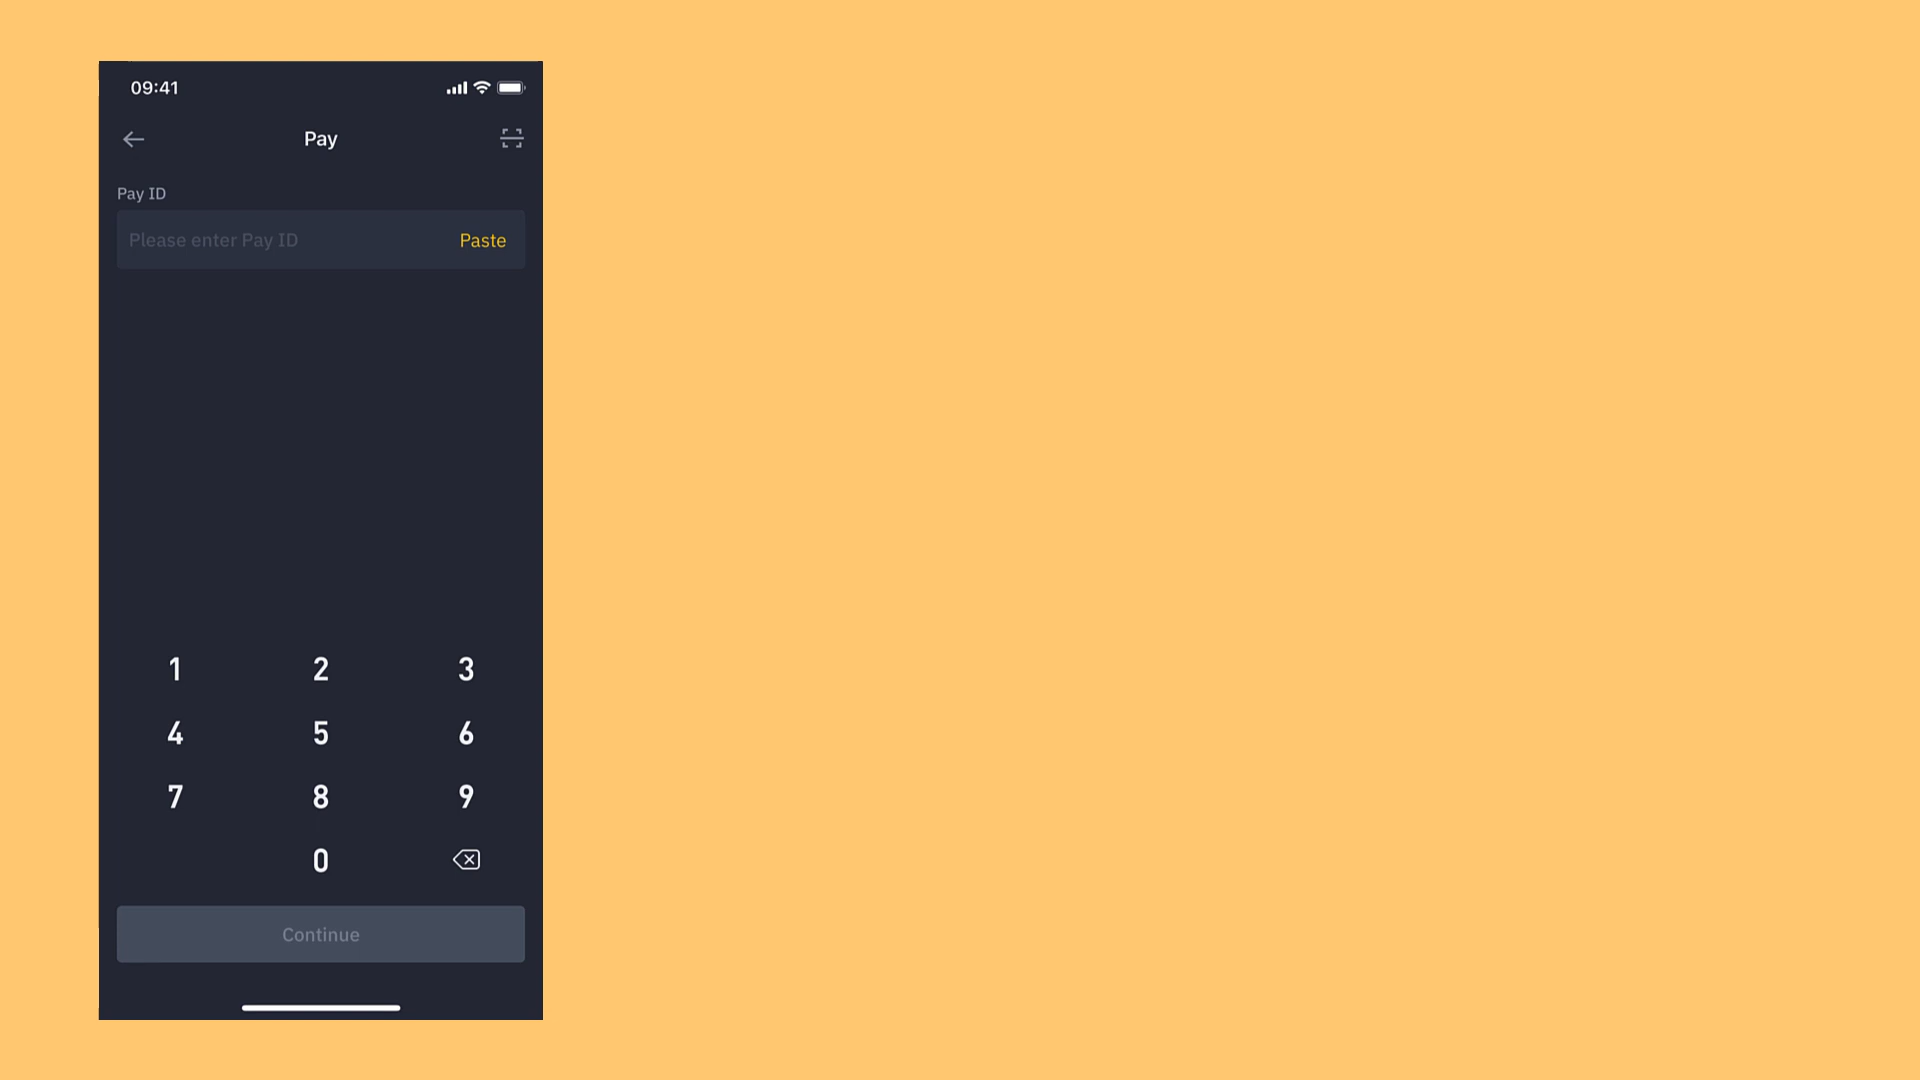 09:41
Pay
Pay ID
Please enter Pay ID Paste
1 2 3
4 5 6
7 8 9
0
Continue